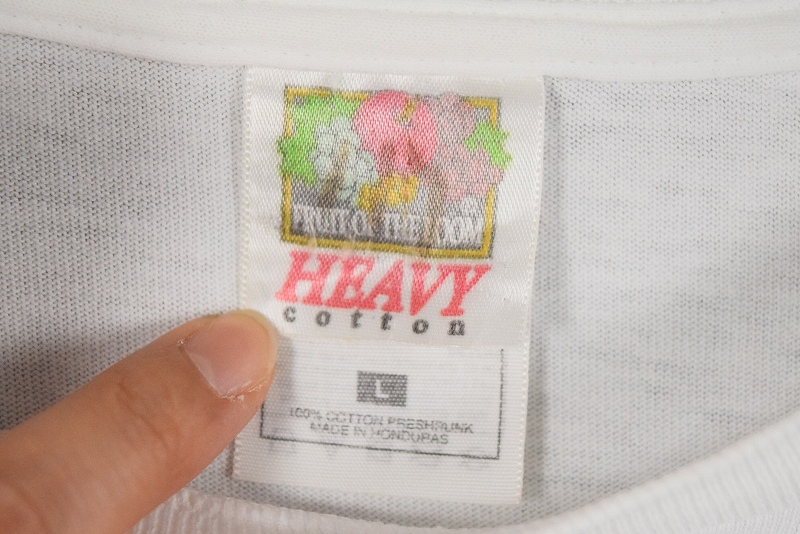 FRUIT OF THE LOOM
HEAVY
cotton
L
100% COTTON PRESHRUNK
MADE IN HONDURAS